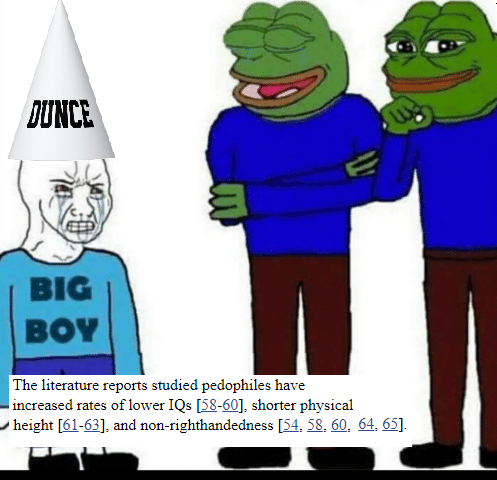 DUNCE
BIG
BOY
The literature reports studied pedophiles have
increased rates of lower IQs [58-60], shorter physical
height [61-63], and non-righthandedness [54, 58, 60, 64, 65].